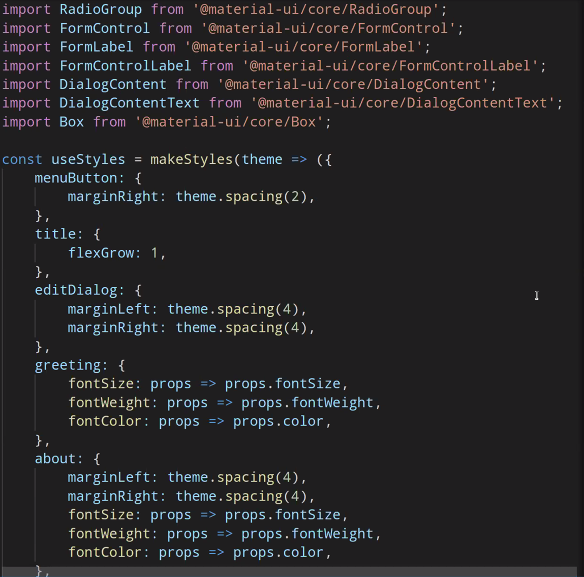 import RadioGroup from '@material-ui/core/RadioGroup';
import FormControl from '@material-ui/core/FormControl';
import FormLabel from '@material-ui/core/FormLabel';
import FormControlLabel from '@material-ui/core/FormControlLabel';
import DialogContent from '@material-ui/core/DialogContent';
import DialogContentText from '@material-ui/core/DialogContentText';
import Box from '@material-ui/core/Box';

const useStyles = makeStyles(theme => ({
    menuButton: {
        marginRight: theme.spacing(2),
    },
    title: {
        flexGrow: 1,
    },
    editDialog: {
        marginLeft: theme.spacing(4),
        marginRight: theme.spacing(4),
    },
    greeting: {
        fontSize: props => props.fontSize,
        fontWeight: props => props.fontWeight,
        fontColor: props => props.color,
    },
    about: {
        marginLeft: theme.spacing(4),
        marginRight: theme.spacing(4),
        fontSize: props => props.fontSize,
        fontWeight: props => props.fontWeight,
        fontColor: props => props.color,
    },